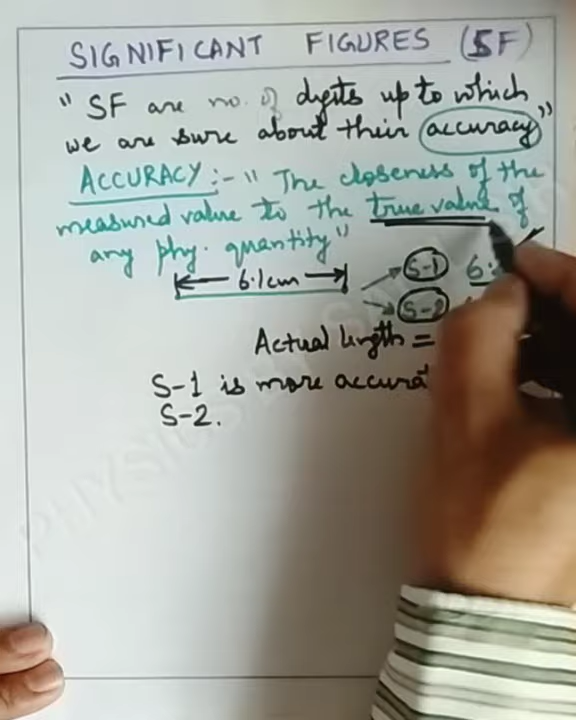 SIGNIFICANT FIGURES (SF)
" SF are no. of digits up to which
we are sure about their accuracy"
ACCURACY :- " The closeness of the
measured value to the true value of
any phy. quantity"
6.1cm S-1 6.
S-2
Actual length =
S-1 is more accurat
S-2.